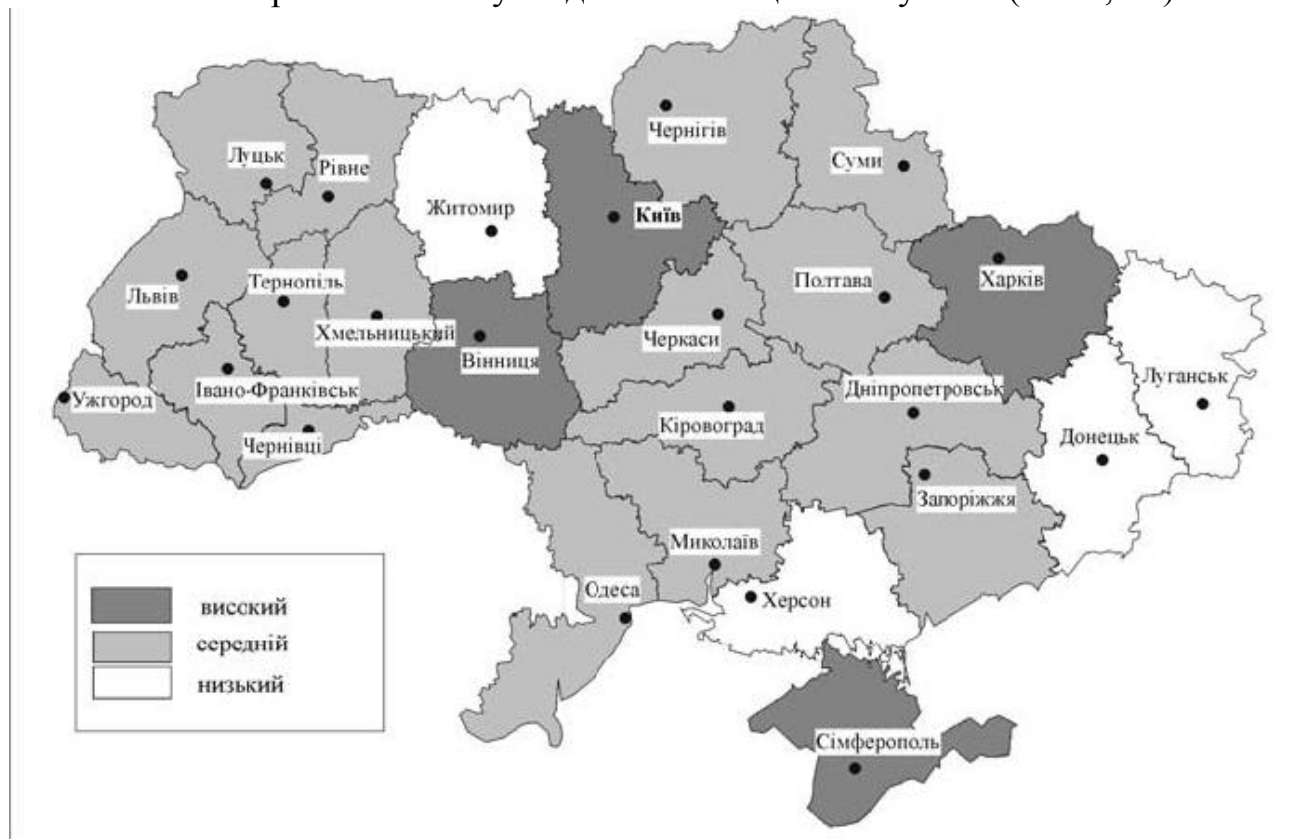 Чернігів
Луцьк
Рівне
Суми
Житомир
Київ
Львів
Тернопіль
Полтава
Харків
Хмельницький
Черкаси
Вінниця
Івано-Франківськ
Ужгород
Дніпропетровськ
Луганськ
Кіровоград
Чернівці
Донецьк
Запоріжжя
Миколаїв
Одеса
Херсон
висский
середній
низький
Сімферополь